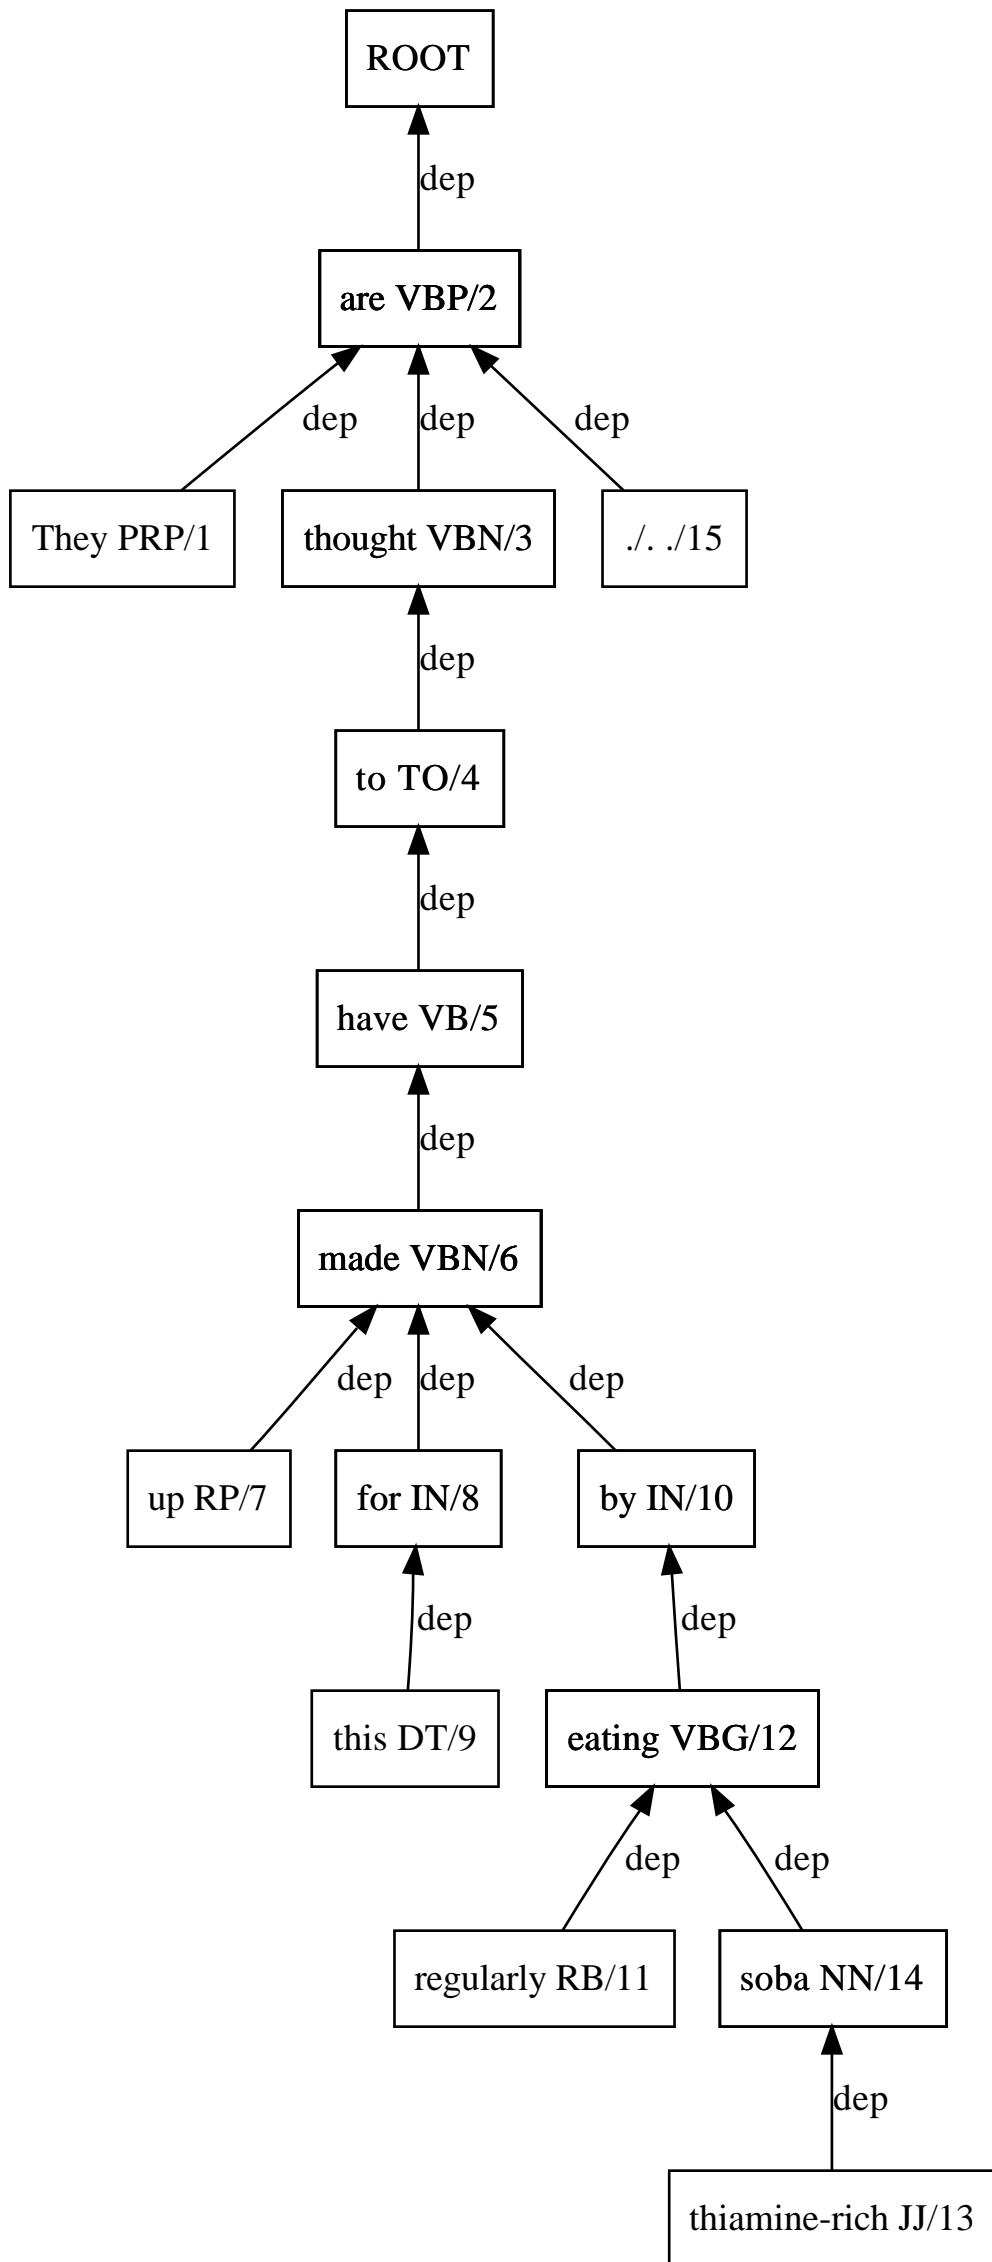 ROOT
dep
are VBP/2
dep dep dep
They PRP/1 thought VBN/3 ./. ./15
dep
to TO/4
dep
have VB/5
dep
made VBN/6
dep dep dep
up RP/7 for IN/8 by IN/10
dep dep
this DT/9 eating VBG/12
dep dep
regularly RB/11 soba NN/14
dep
thiamine-rich JJ/13